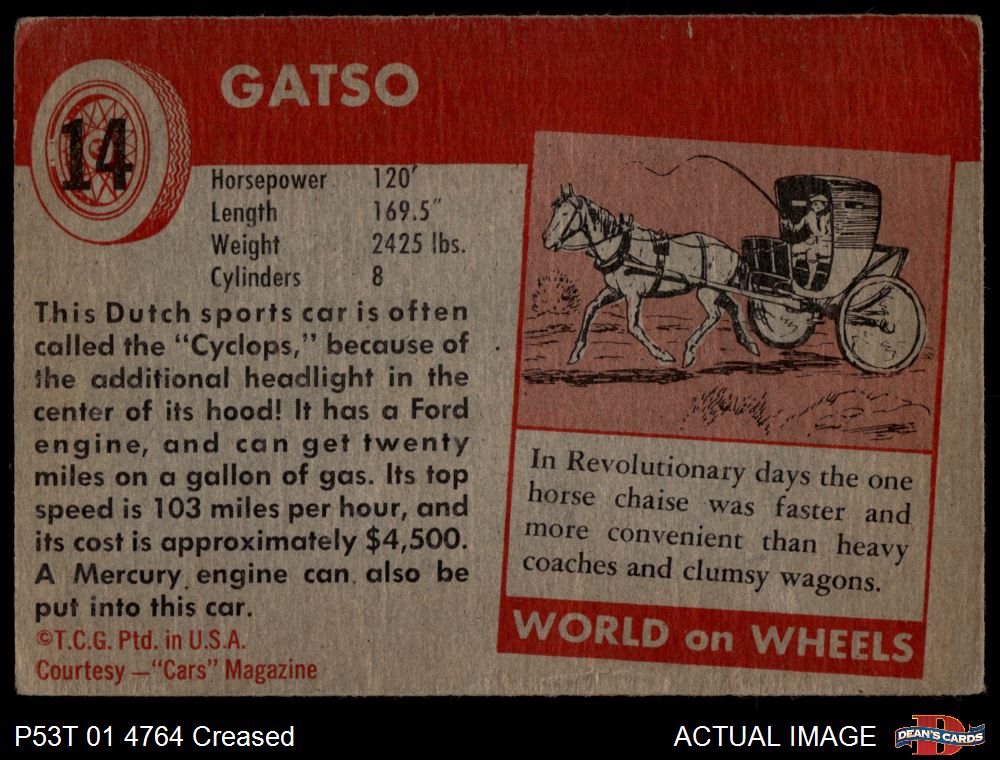 14
GATSO
Horsepower 120'
Length 169.5"
Weight 2425 lbs.
Cylinders 8
This Dutch sports car is often
called the "Cyclops," because of
the additional headlight in the
center of its hood! It has a Ford
engine, and can get twenty
miles on a gallon of gas. Its top
speed is 103 miles per hour, and
its cost is approximately $4,500.
A Mercury engine can also be
put into this car.
©T.C.G. Ptd. in U.S.A.
Courtesy—"Cars" Magazine
In Revolutionary days the one
horse chaise was faster and
more convenient than heavy
coaches and clumsy wagons.
WORLD on WHEELS
P53T 01 4764 Creased
ACTUAL IMAGE
DEAN'S CARDS